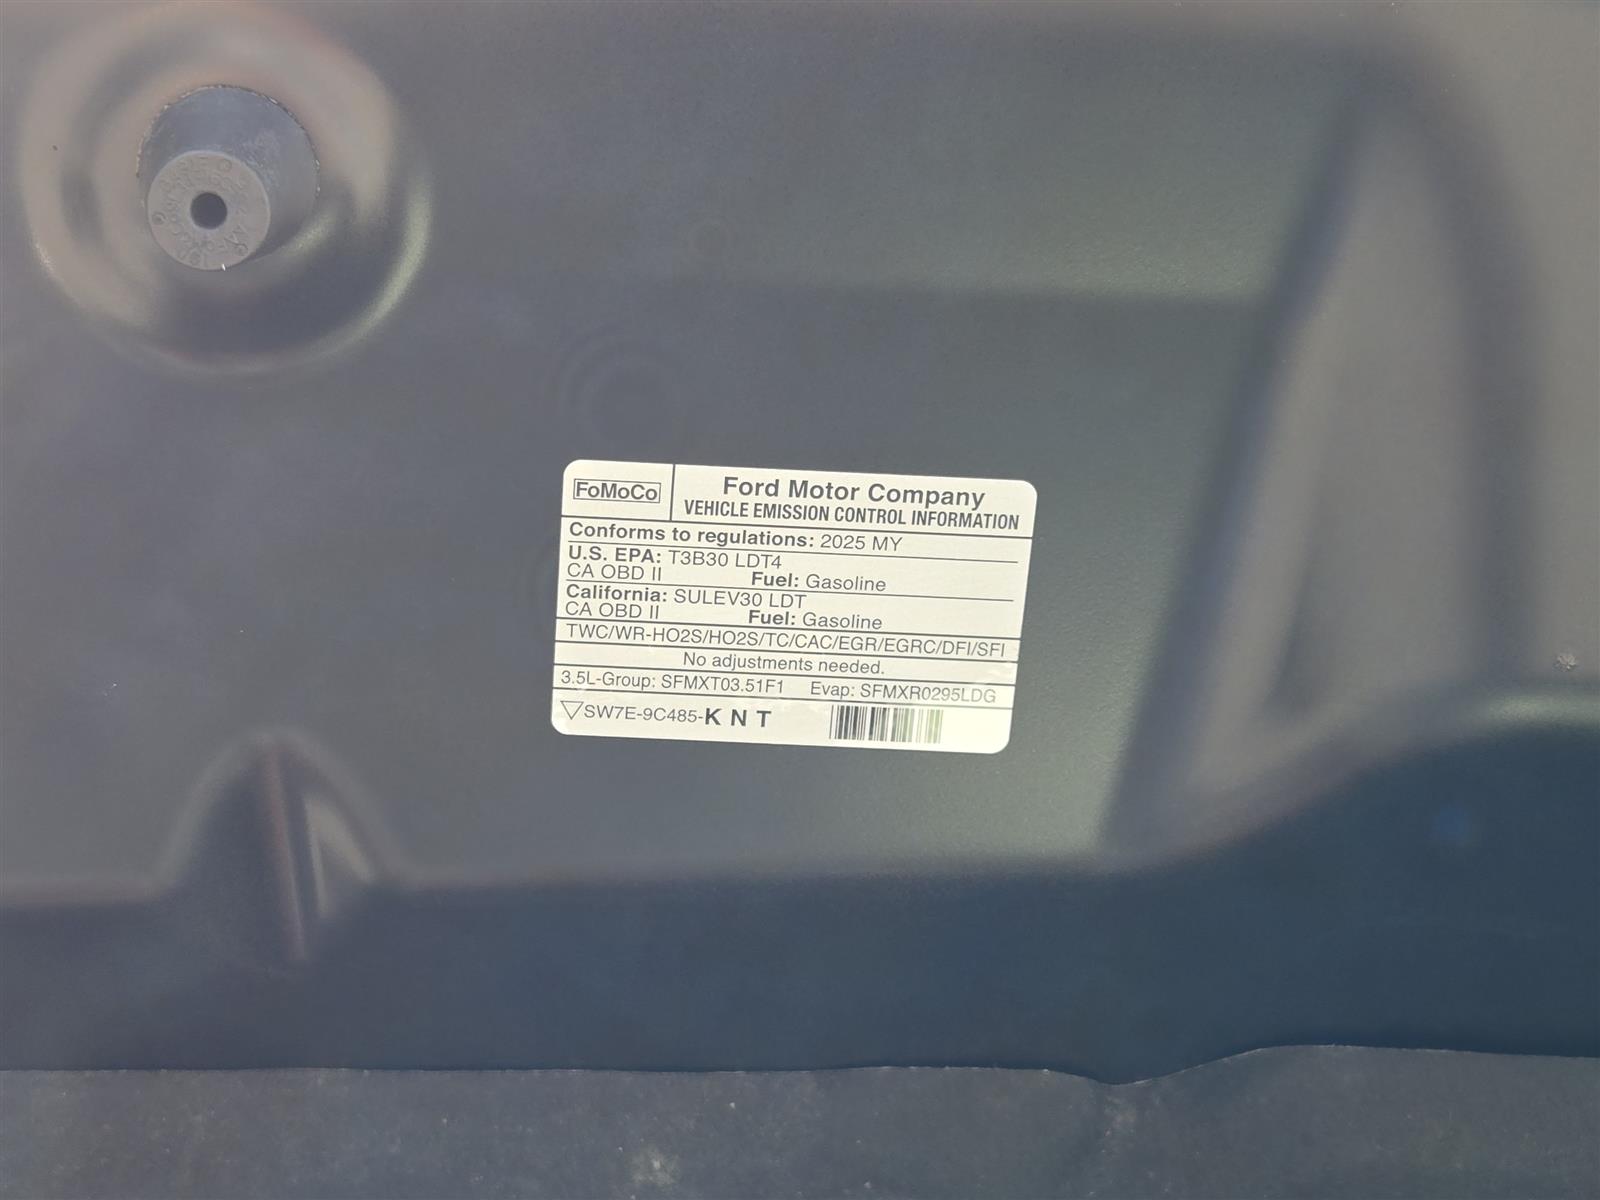 FoMoCo
Ford Motor Company
VEHICLE EMISSION CONTROL INFORMATION
Conforms to regulations: 2025 MY
U.S. EPA: T3B30 LDT4
CA OBD II Fuel: Gasoline
California: SULEV30 LDT
CA OBD II Fuel: Gasoline
TWC/WR-HO2S/HO2S/TC/CAC/EGR/EGRC/DFI/SFI
No adjustments needed.
3.5L-Group: SFMXT03.51F1 Evap: SFMXR0295LDG
SW7E-9C485-K N T